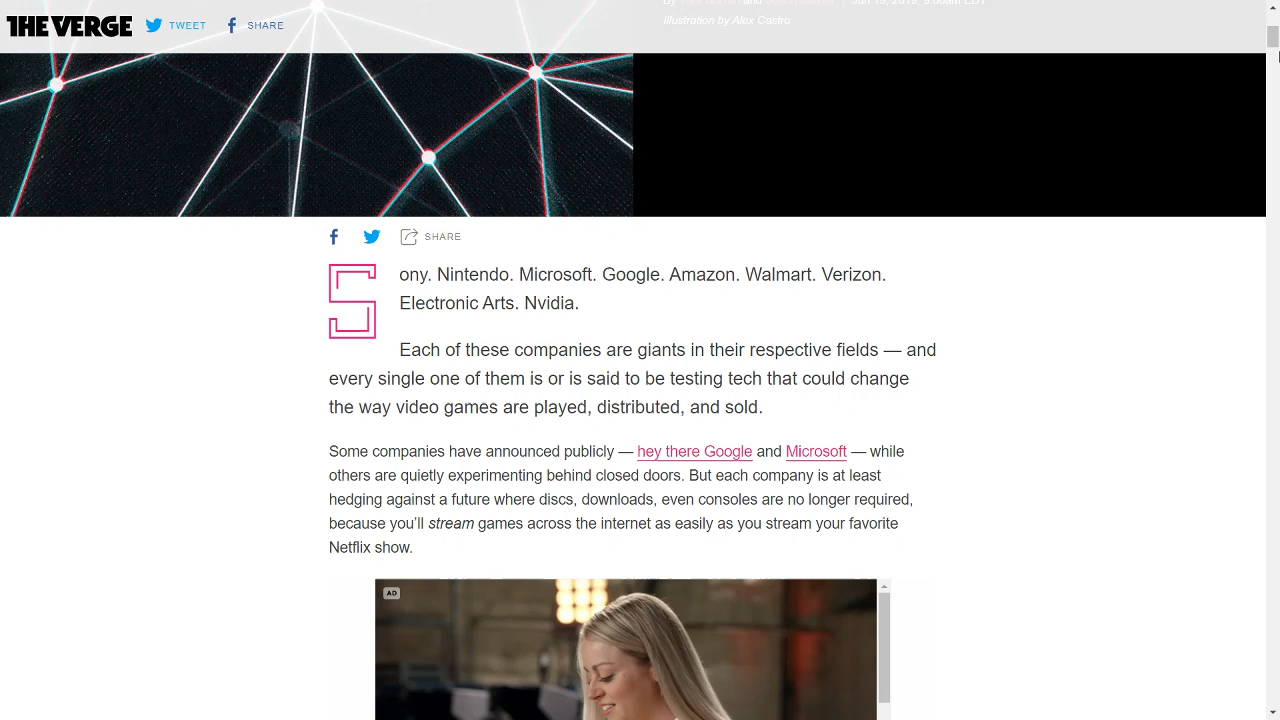 THE VERGE TWEET SHARE
Illustration by Alex Castro
SHARE
Sony. Nintendo. Microsoft. Google. Amazon. Walmart. Verizon.
Electronic Arts. Nvidia.
Each of these companies are giants in their respective fields — and
every single one of them is or is said to be testing tech that could change
the way video games are played, distributed, and sold.
Some companies have announced publicly — hey there Google and Microsoft — while
others are quietly experimenting behind closed doors. But each company is at least
hedging against a future where discs, downloads, even consoles are no longer required,
because you’ll stream games across the internet as easily as you stream your favorite
Netflix show.
AD